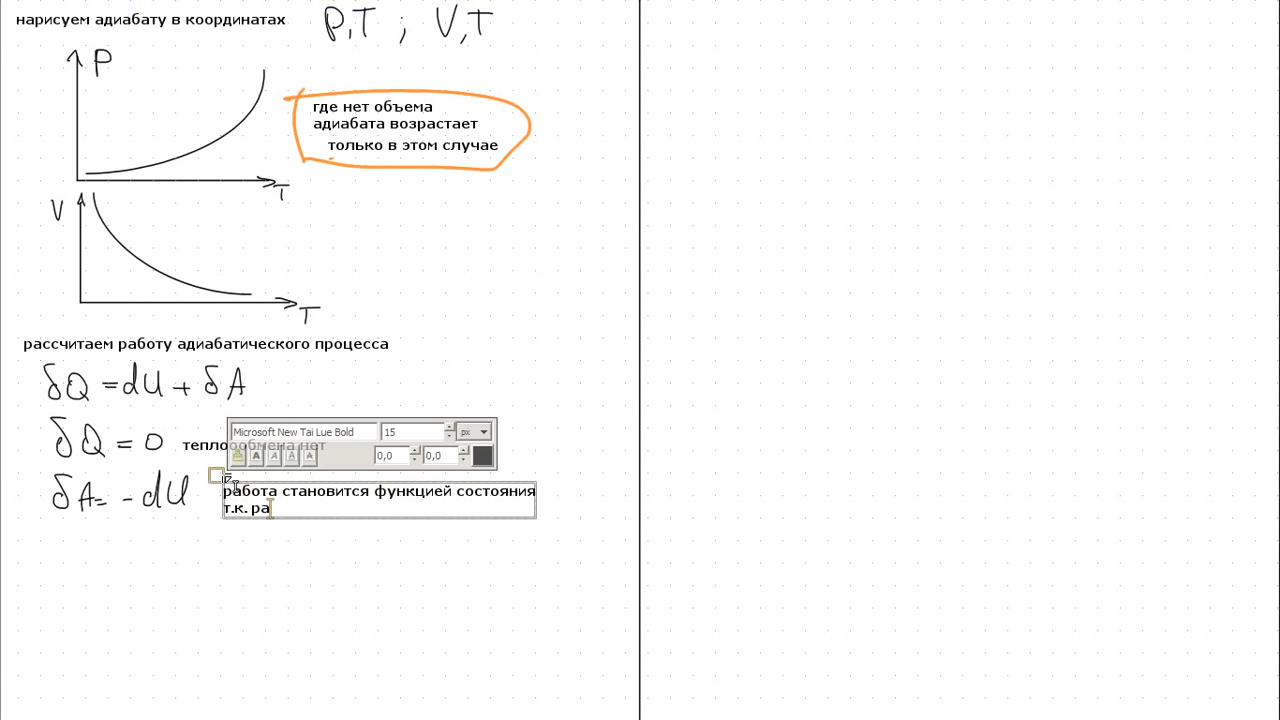 нарисуем адиабату в координатах P,T ; V,T
P
где нет объема
адиабата возрастает
только в этом случае
T
V
T
рассчитаем работу адиабатического процесса
δQ = dU + δA
Microsoft New Tai Lue Bold 15 px
δQ = 0 теплообмена нет
A A A A 0,0 0,0
δA = - dU работа становится функцией состояния
т.к. ра